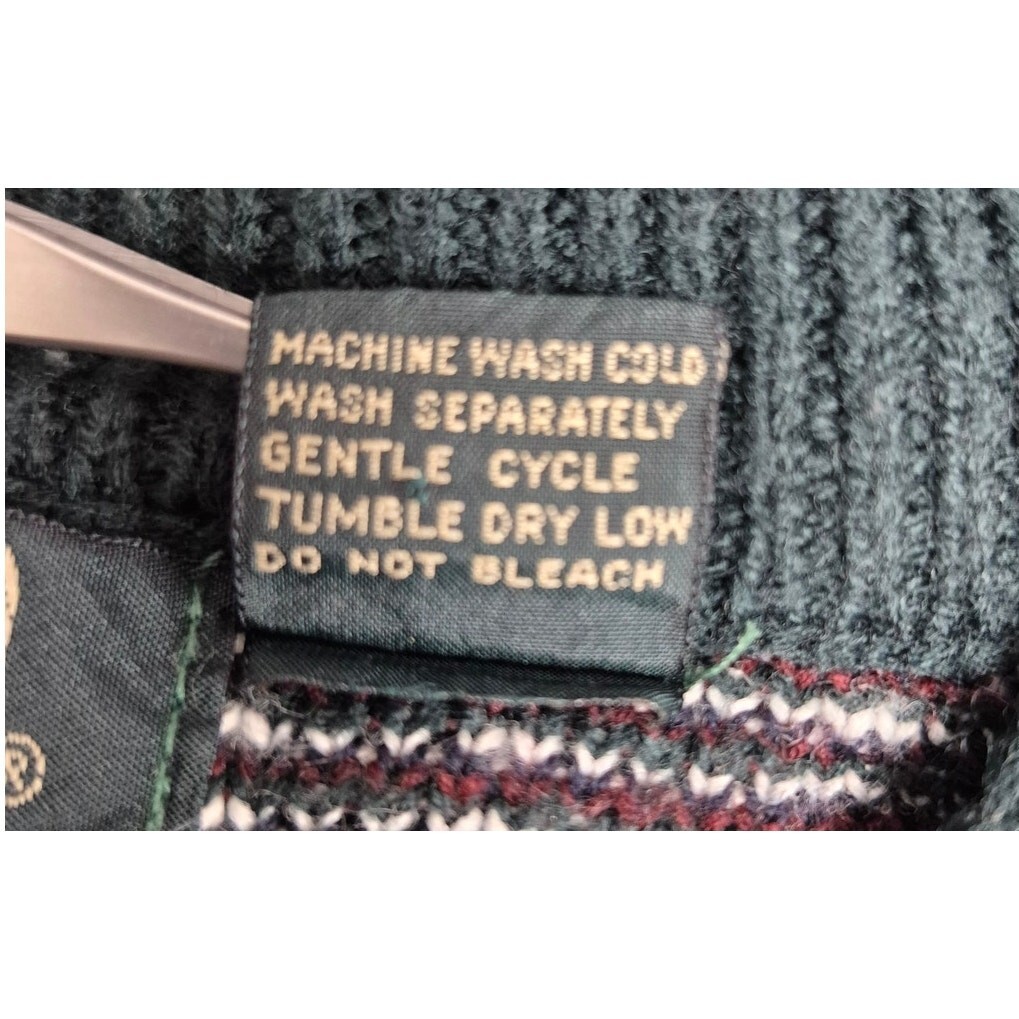 MACHINE WASH COLD
WASH SEPARATELY
GENTLE CYCLE
TUMBLE DRY LOW
DO NOT BLEACH
®